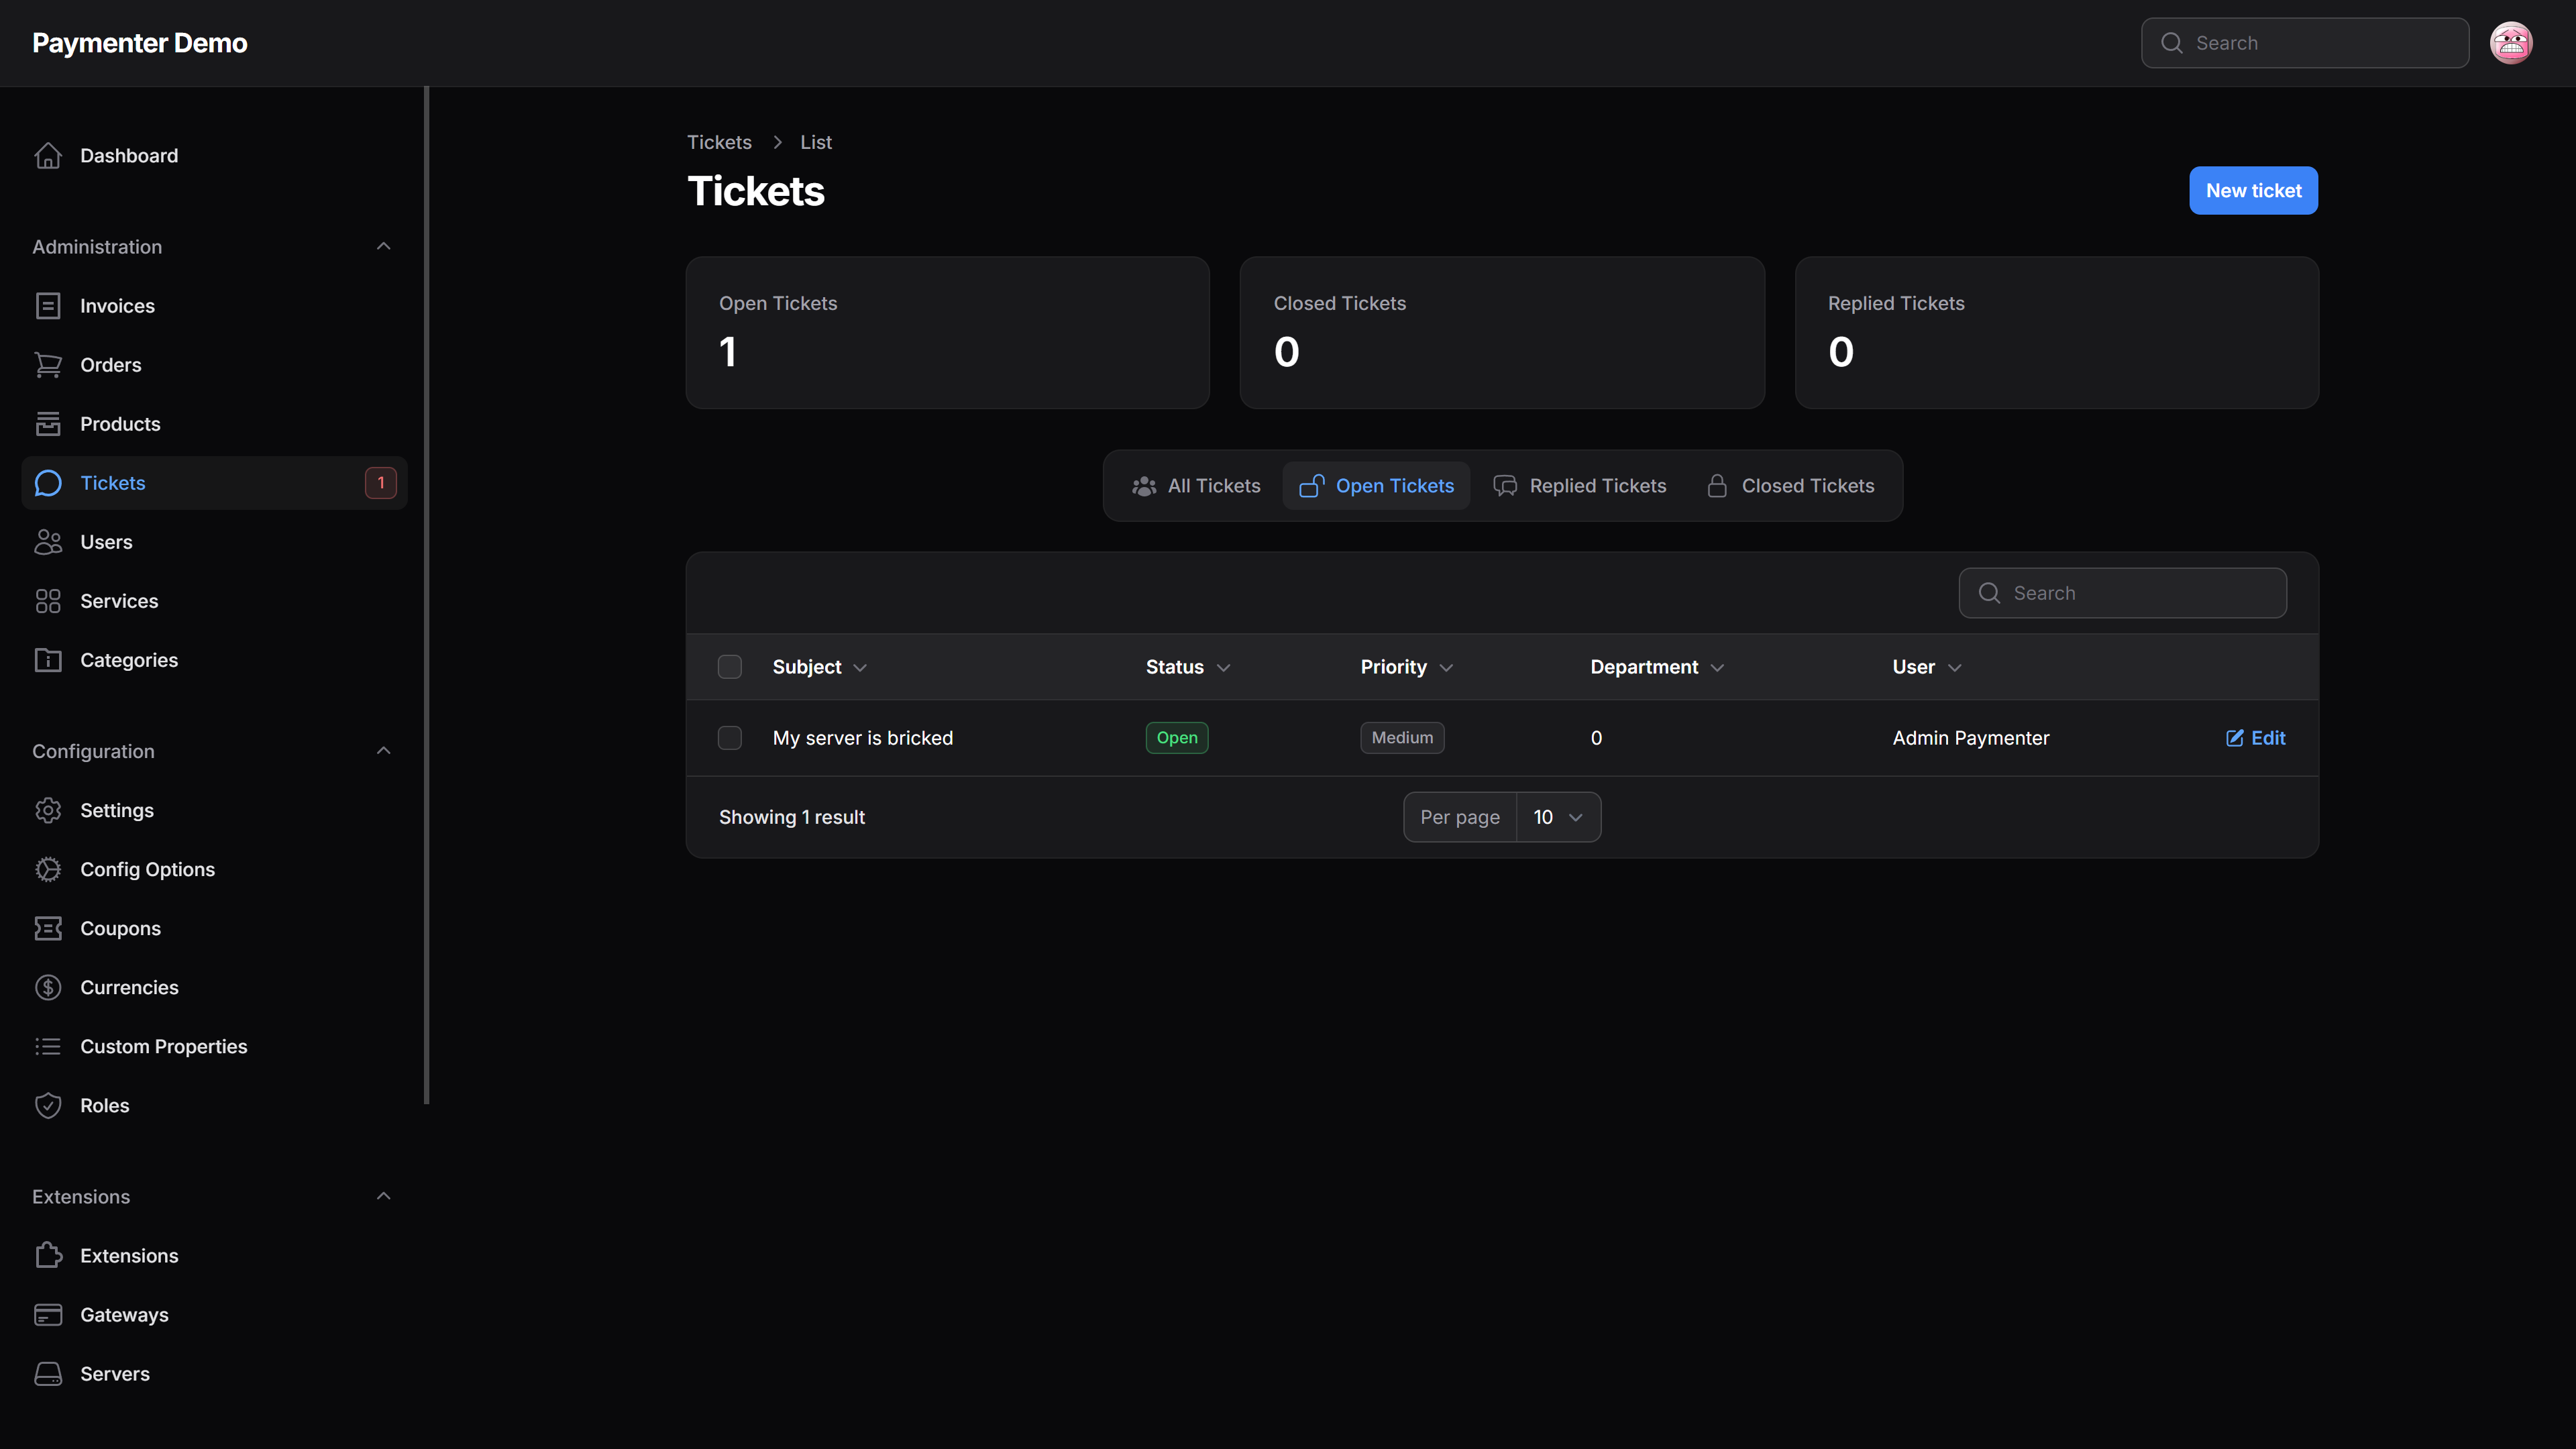 Paymenter Demo
Search
Dashboard
Administration
Invoices
Orders
Products
Tickets 1
Users
Services
Categories
Configuration
Settings
Config Options
Coupons
Currencies
Custom Properties
Roles
Extensions
Extensions
Gateways
Servers
Tickets List
Tickets
New ticket
Open Tickets
1
Closed Tickets
0
Replied Tickets
0
All Tickets Open Tickets Replied Tickets Closed Tickets
Search
Subject Status Priority Department User
My server is bricked Open Medium 0 Admin Paymenter Edit
Showing 1 result Per page 10